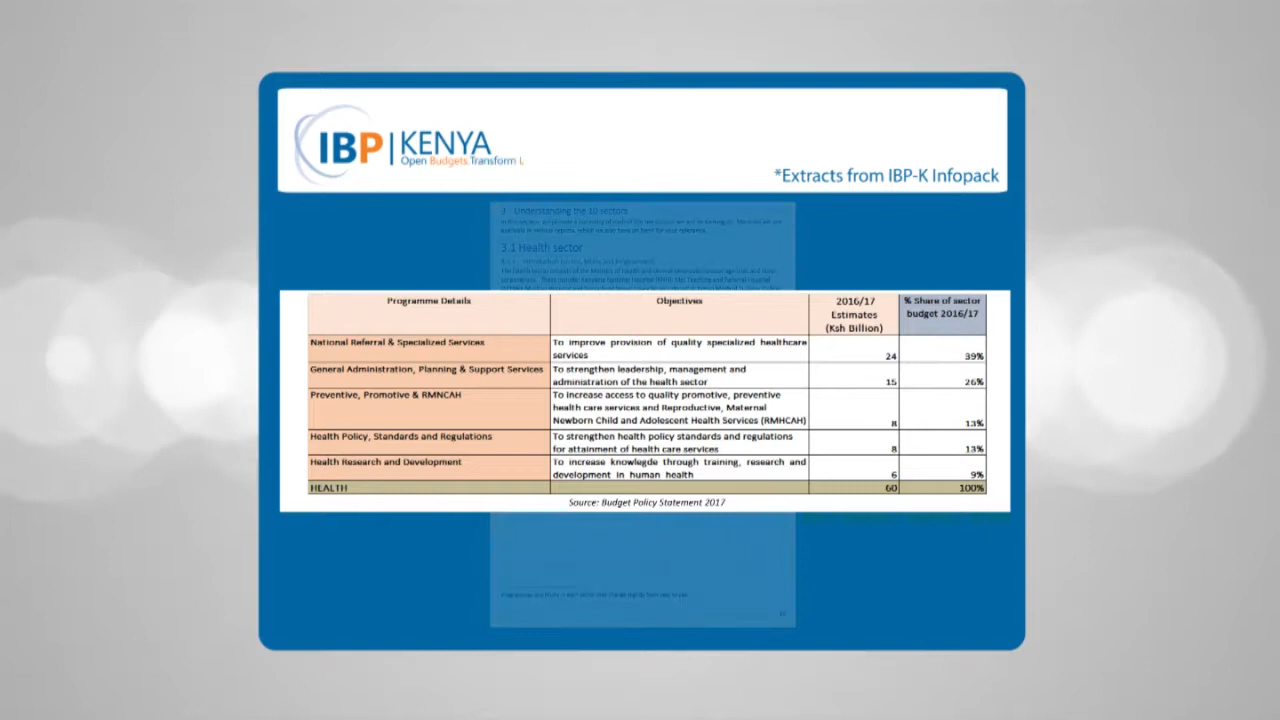 IBP | KENYA
Open Budgets. Transform L
*Extracts from IBP-K Infopack
3 Understanding the 10 sectors
3.1 Health sector
Programme Details Objectives 2016/17 Estimates (Ksh Billion) % Share of sector budget 2016/17
National Referral & Specialized Services To improve provision of quality specialized healthcare services 24 39%
General Administration, Planning & Support Services To strengthen leadership, management and administration of the health sector 15 26%
Preventive, Promotive & RMNCAH To increase access to quality promotive, preventive health care services and Reproductive, Maternal Newborn Child and Adolescent Health Services (RMHCAH) 8 13%
Health Policy, Standards and Regulations To strengthen health policy standards and regulations for attainment of health care services 8 13%
Health Research and Development To increase knowlegde through training, research and development in human health 6 9%
HEALTH 60 100%
Source: Budget Policy Statement 2017